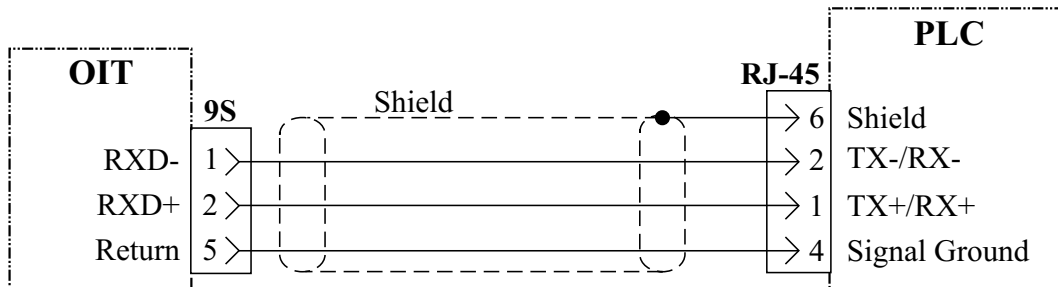 PLC
OIT
RJ-45
9S
Shield
6 Shield
RXD- 1
2 TX-/RX-
RXD+ 2
1 TX+/RX+
Return 5
4 Signal Ground